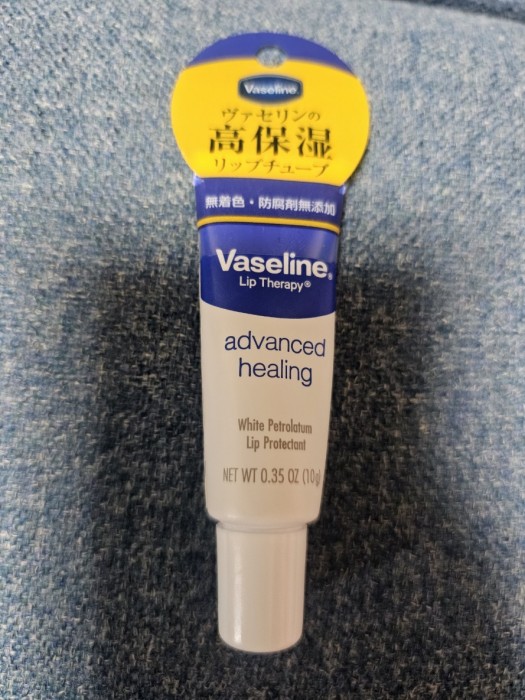 Vaseline
ヴァセリンの
高保湿
リップチューブ
無着色・防腐剤無添加
Vaseline®
Lip Therapy®
advanced
healing
White Petrolatum
Lip Protectant
NET WT 0.35 OZ (10g)